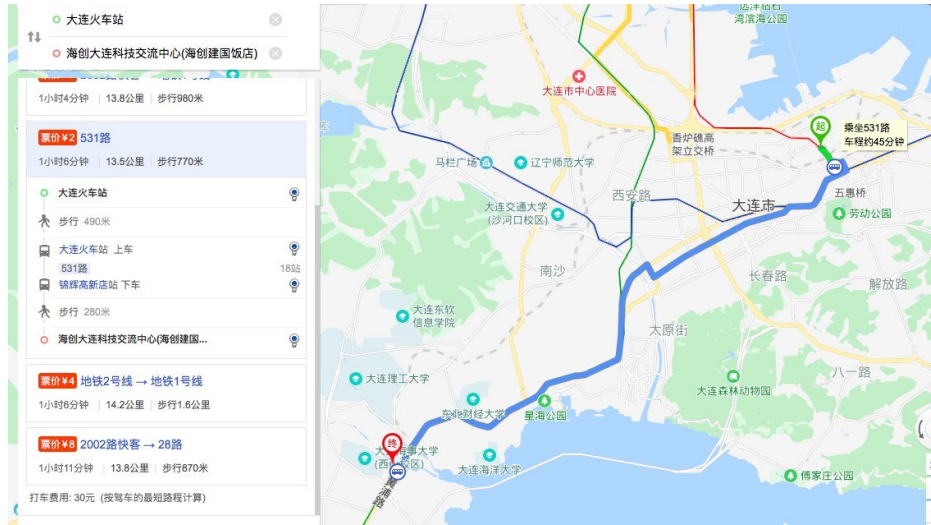 大连火车站
海创大连科技交流中心(海创建国饭店)
1小时4分钟 | 13.8公里 | 步行980米
票价¥2 531路
1小时6分钟 | 13.5公里 | 步行770米
大连火车站
步行 490米
大连火车站 上车
531路 18站
锦辉高新店站 下车
步行 280米
海创大连科技交流中心(海创建国...
票价¥4 地铁2号线 → 地铁1号线
1小时6分钟 | 14.2公里 | 步行1.6公里
票价¥8 2002路快客 → 28路
1小时11分钟 | 13.8公里 | 步行870米
打车费用: 30元 (按驾车的最短路程计算)
湾滨海公园
大连市中心医院
香炉礁高
架立交桥
起
乘坐531路
车程约45分钟
马栏广场
辽宁师范大学
西安路
大连市
五惠桥
劳动公园
大连交通大学
(沙河口校区)
南沙
长春路
解放路
大连东软
信息学院
太原街
大连理工大学
大连森林动物园
八一路
东北财经大学
星海公园
终
大连海事大学
(西山校区)
大连海洋大学
黄浦路
傅家庄公园